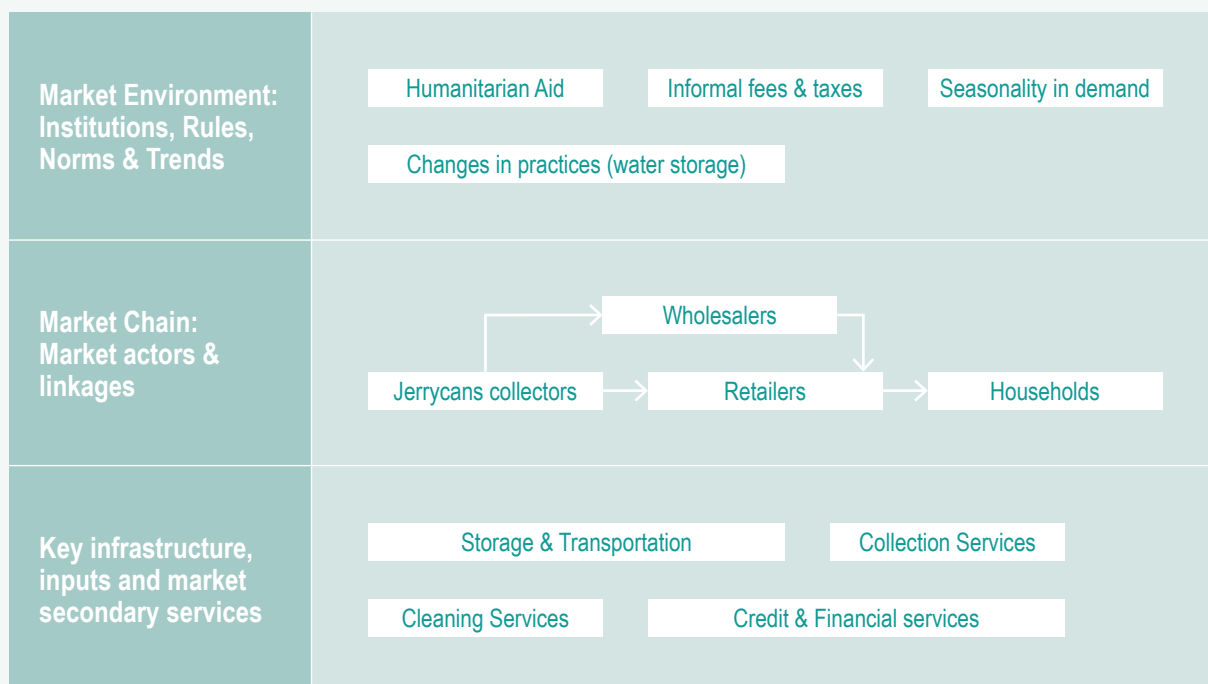 Market Environment:
Institutions, Rules,
Norms & Trends
Humanitarian Aid
Informal fees & taxes
Seasonality in demand
Changes in practices (water storage)
Market Chain:
Market actors &
linkages
Wholesalers
Jerrycans collectors
Retailers
Households
Key infrastructure,
inputs and market
secondary services
Storage & Transportation
Collection Services
Cleaning Services
Credit & Financial services